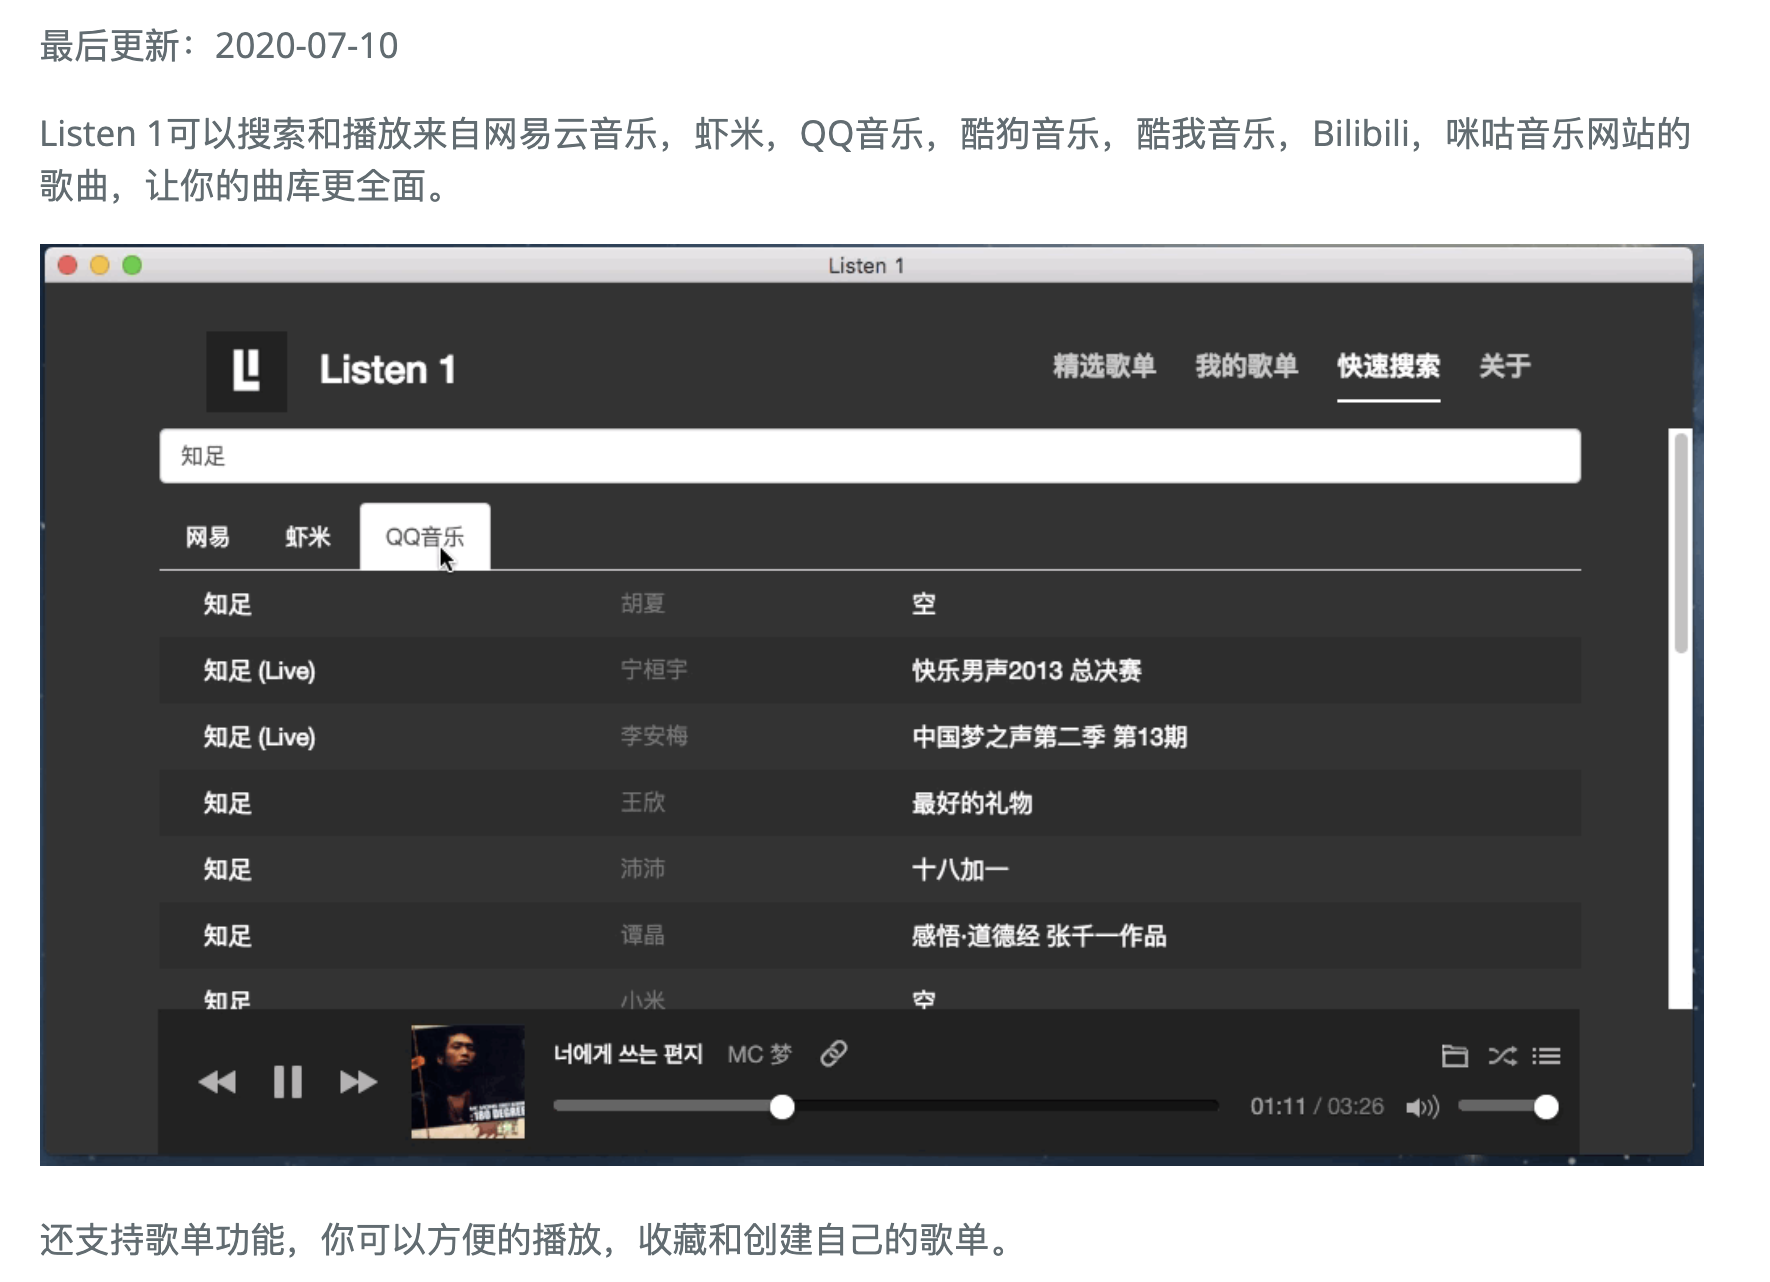 最后更新：2020-07-10
Listen 1可以搜索和播放来自网易云音乐，虾米，QQ音乐，酷狗音乐，酷我音乐，Bilibili，咪咕音乐网站的
歌曲，让你的曲库更全面。
Listen 1
Listen 1 精选歌单 我的歌单 快速搜索 关于
知足
网易 虾米 QQ音乐
知足 胡夏 空
知足 (Live) 宁桓宇 快乐男声2013 总决赛
知足 (Live) 李安梅 中国梦之声第二季 第13期
知足 王欣 最好的礼物
知足 沛沛 十八加一
知足 谭晶 感悟·道德经 张千一作品
知足 小米 空
너에게 쓰는 편지 MC 梦
:180 DEGREE
01:11 / 03:26
还支持歌单功能，你可以方便的播放，收藏和创建自己的歌单。